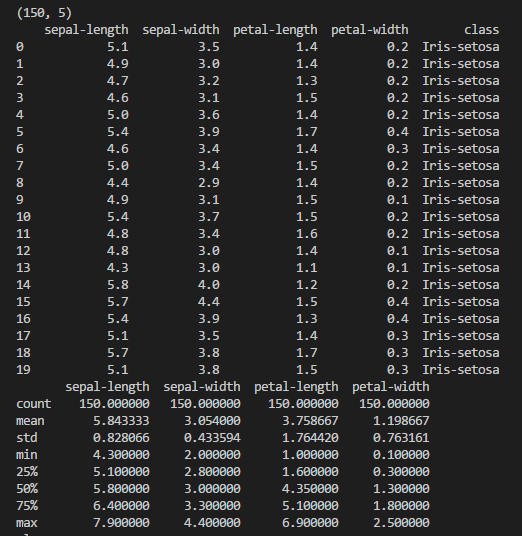 (150, 5)
sepal-length sepal-width petal-length petal-width class
0 5.1 3.5 1.4 0.2 Iris-setosa
1 4.9 3.0 1.4 0.2 Iris-setosa
2 4.7 3.2 1.3 0.2 Iris-setosa
3 4.6 3.1 1.5 0.2 Iris-setosa
4 5.0 3.6 1.4 0.2 Iris-setosa
5 5.4 3.9 1.7 0.4 Iris-setosa
6 4.6 3.4 1.4 0.3 Iris-setosa
7 5.0 3.4 1.5 0.2 Iris-setosa
8 4.4 2.9 1.4 0.2 Iris-setosa
9 4.9 3.1 1.5 0.1 Iris-setosa
10 5.4 3.7 1.5 0.2 Iris-setosa
11 4.8 3.4 1.6 0.2 Iris-setosa
12 4.8 3.0 1.4 0.1 Iris-setosa
13 4.3 3.0 1.1 0.1 Iris-setosa
14 5.8 4.0 1.2 0.2 Iris-setosa
15 5.7 4.4 1.5 0.4 Iris-setosa
16 5.4 3.9 1.3 0.4 Iris-setosa
17 5.1 3.5 1.4 0.3 Iris-setosa
18 5.7 3.8 1.7 0.3 Iris-setosa
19 5.1 3.8 1.5 0.3 Iris-setosa
sepal-length sepal-width petal-length petal-width
count 150.000000 150.000000 150.000000 150.000000
mean 5.843333 3.054000 3.758667 1.198667
std 0.828066 0.433594 1.764420 0.763161
min 4.300000 2.000000 1.000000 0.100000
25% 5.100000 2.800000 1.600000 0.300000
50% 5.800000 3.000000 4.350000 1.300000
75% 6.400000 3.300000 5.100000 1.800000
max 7.900000 4.400000 6.900000 2.500000